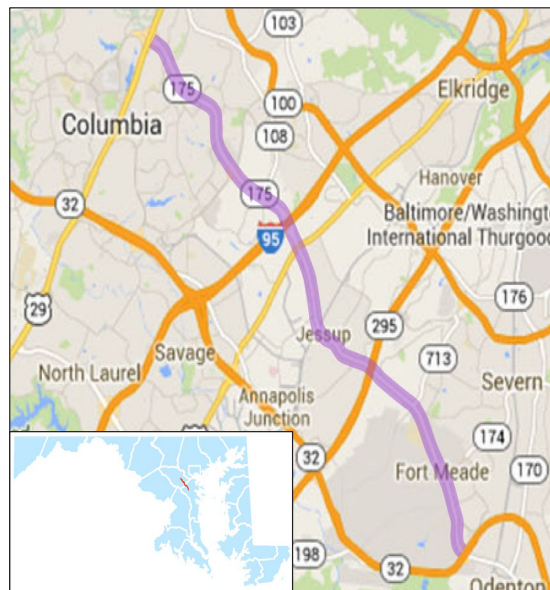 103
175
100
Elkridge
Columbia
108
Hanover
175
32
Baltimore/Washingt
International Thurgood
95
29
176
Jessup
295
Savage
713
North Laurel
Severn
Annapolis
Junction
174
32
Fort Meade
170
198
32
Odenton